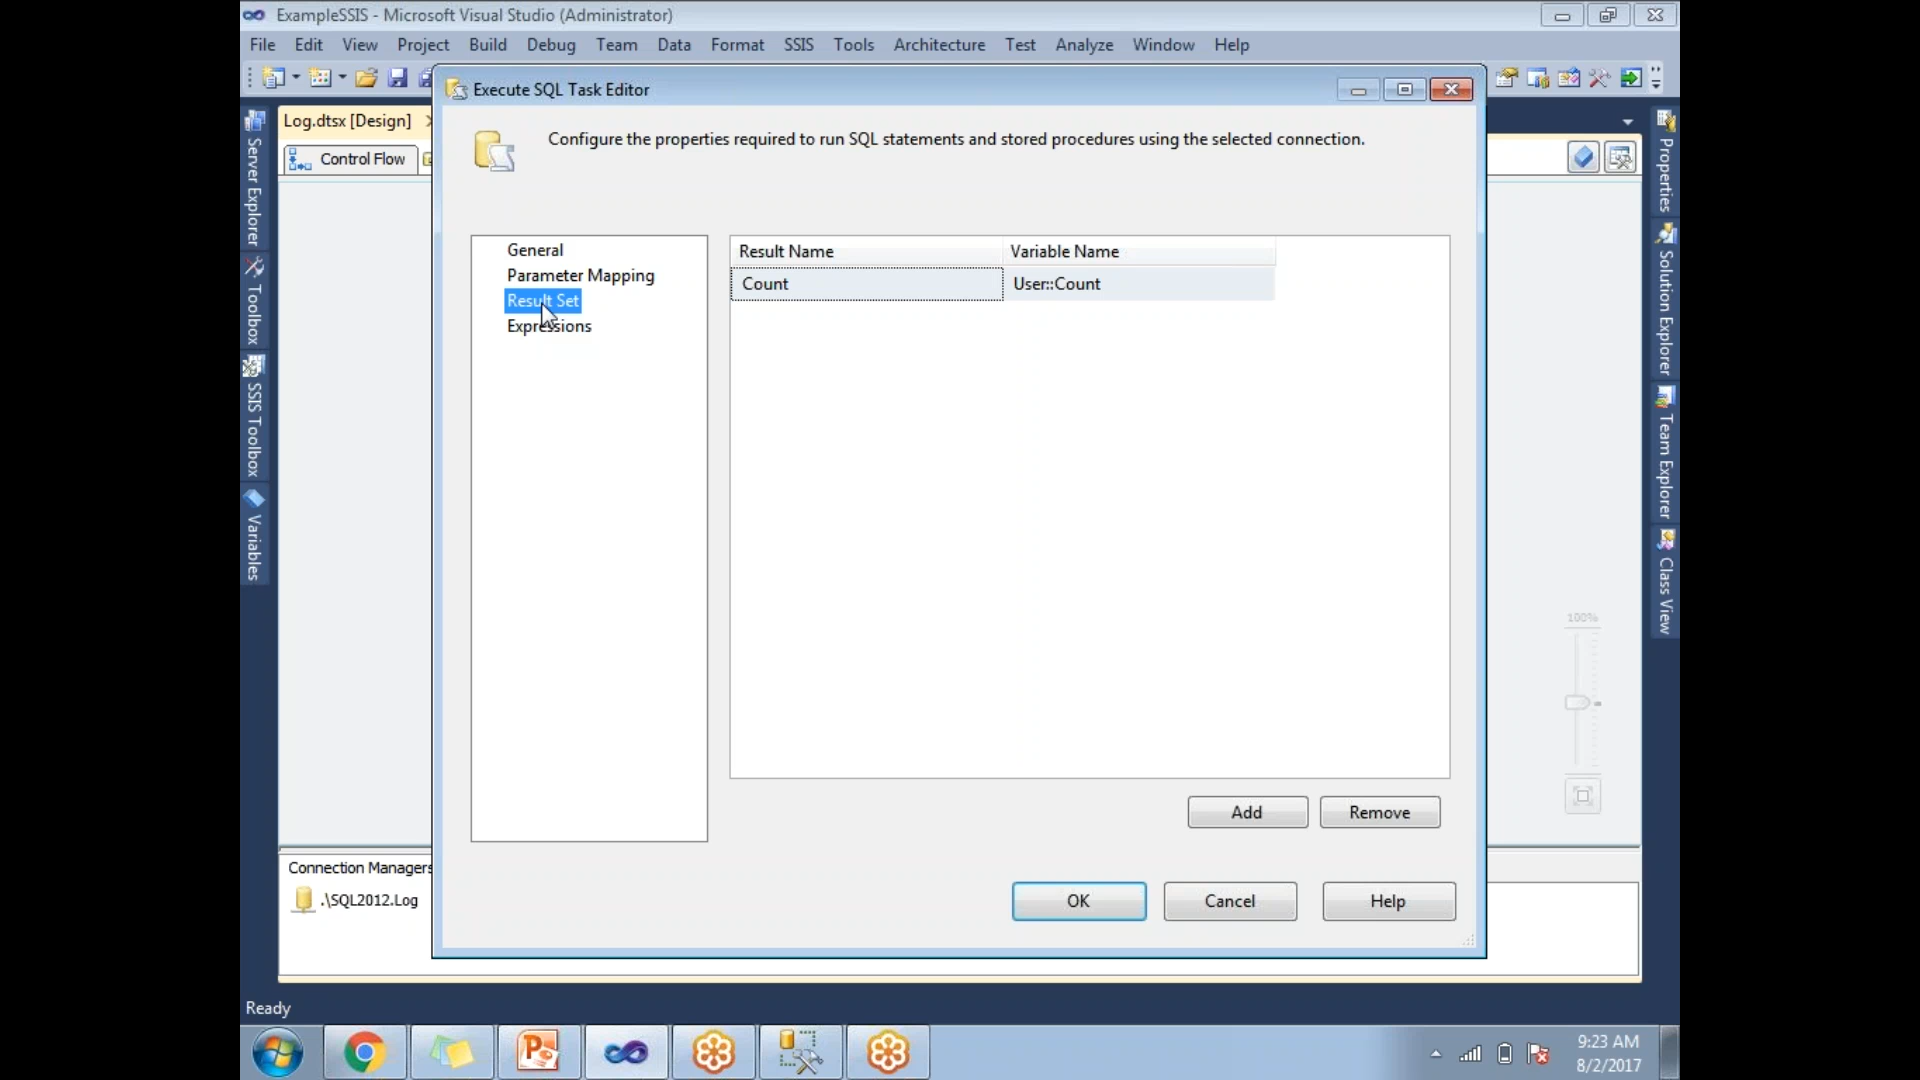 ExampleSSIS - Microsoft Visual Studio (Administrator)
File Edit View Project Build Debug Team Data Format SSIS Tools Architecture Test Analyze Window Help
Execute SQL Task Editor
Log.dtsx [Design]
Control Flow
Configure the properties required to run SQL statements and stored procedures using the selected connection.
General
Parameter Mapping
Result Set
Expressions
Result Name Variable Name
Count User::Count
Add Remove
OK Cancel Help
Server Explorer
Toolbox
SSIS Toolbox
Variables
Properties
Solution Explorer
Team Explorer
Class View
100%
Connection Managers
.\SQL2012.Log
Ready
9:23 AM
8/2/2017